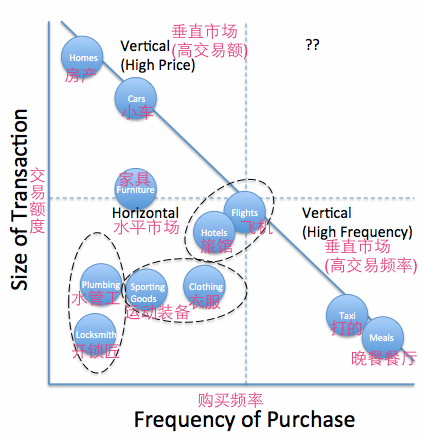 垂直市场
(高交易额)
Vertical
(High Price)
??
Homes
房产
Cars
小车
Size of Transaction
交易额度
家具
Furniture
Horizontal
水平市场
Flights
飞机
Hotels
旅馆
Vertical
(High Frequency)
垂直市场
(高交易频率)
Plumbing
水管工
Sporting
Goods
运动装备
Clothing
衣服
Locksmith
开锁匠
Taxi
打的
Meals
晚餐餐厅
购买频率
Frequency of Purchase